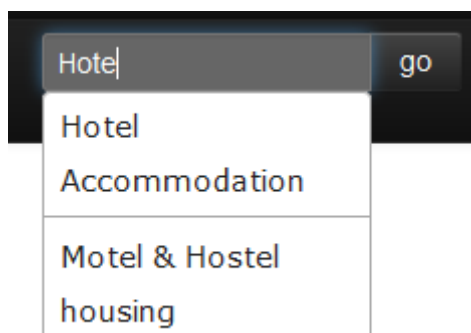 Hote go
Hotel
Accommodation
Motel & Hostel
housing